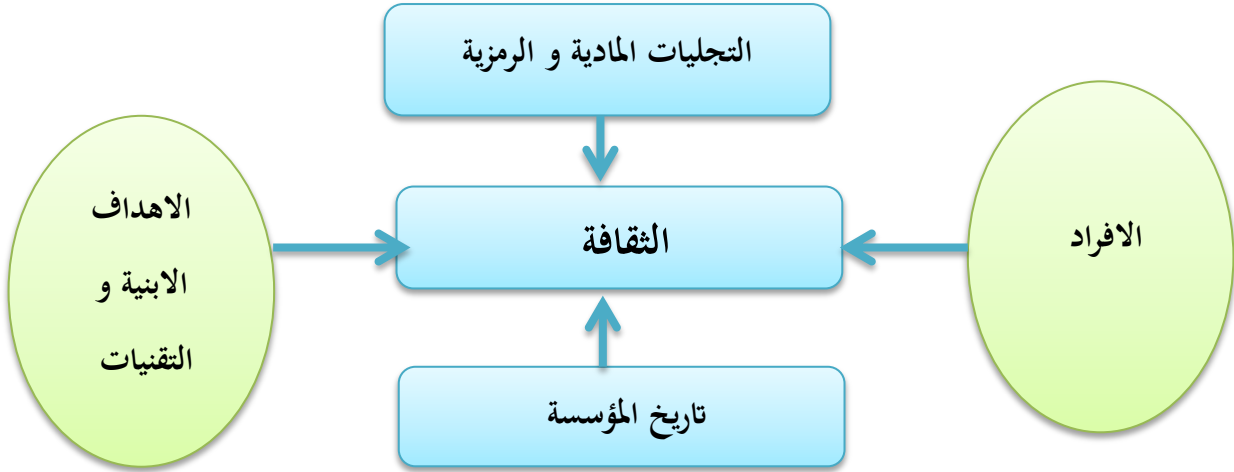 التجليات المادية و الرمزية
الافراد
الثقافة
الاهداف
الابنية و
التقنيات
تاريخ المؤسسة